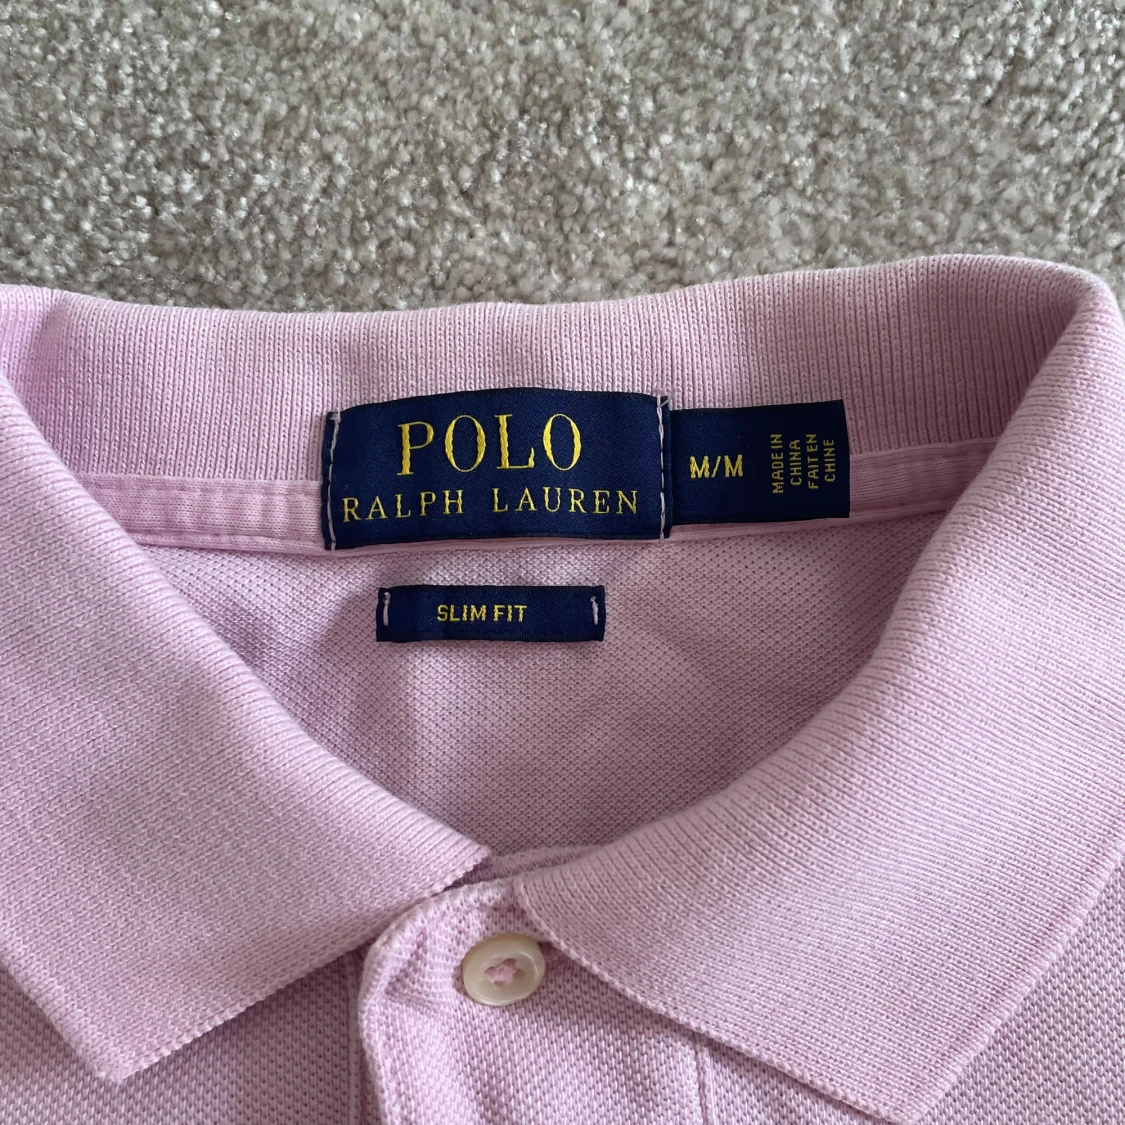 POLO
RALPH LAUREN
M/M
MADE IN
CHINA
FAIT EN
CHINE
SLIM FIT